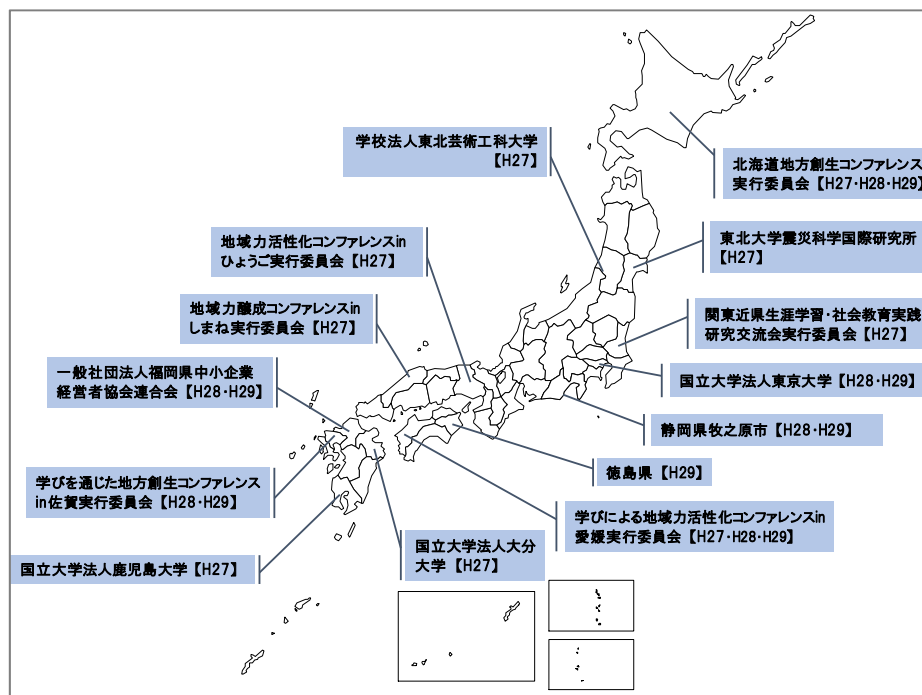 学校法人東北芸術工科大学
【H27】
北海道地方創生コンファレンス
実行委員会【H27・H28・H29】
地域力活性化コンファレンスin
ひょうご実行委員会【H27】
東北大学震災科学国際研究所
【H27】
地域力醸成コンファレンスin
しまね実行委員会【H27】
関東近県生涯学習・社会教育実践
研究交流会実行委員会【H27】
一般社団法人福岡県中小企業
経営者協会連合会【H28・H29】
国立大学法人東京大学【H28・H29】
静岡県牧之原市【H28・H29】
徳島県【H29】
学びを通じた地方創生コンファレンス
in佐賀実行委員会【H28・H29】
学びによる地域力活性化コンファレンスin
愛媛実行委員会【H27・H28・H29】
国立大学法人大分
大学【H27】
国立大学法人鹿児島大学【H27】